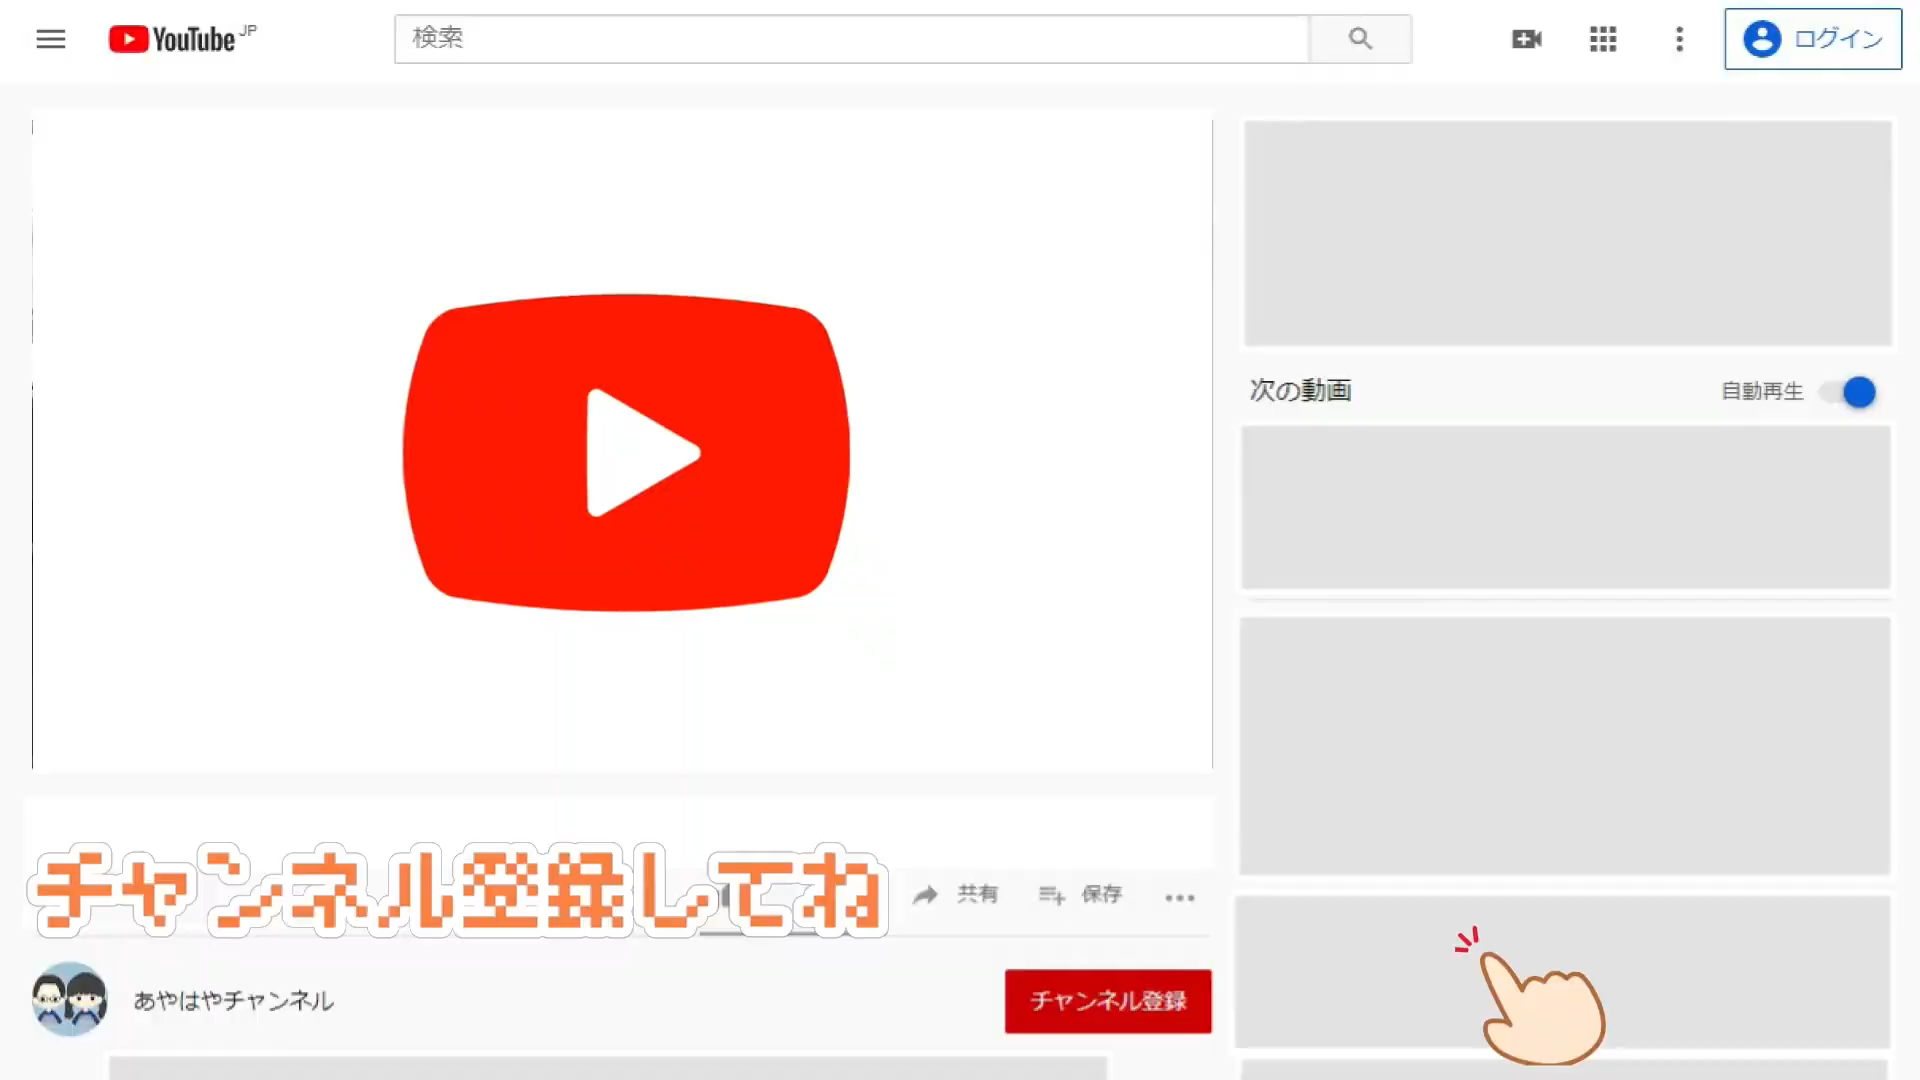 YouTube JP
検索
ログイン
次の動画
自動再生
チャンネル登録してね
共有
保存
あやはやチャンネル
チャンネル登録